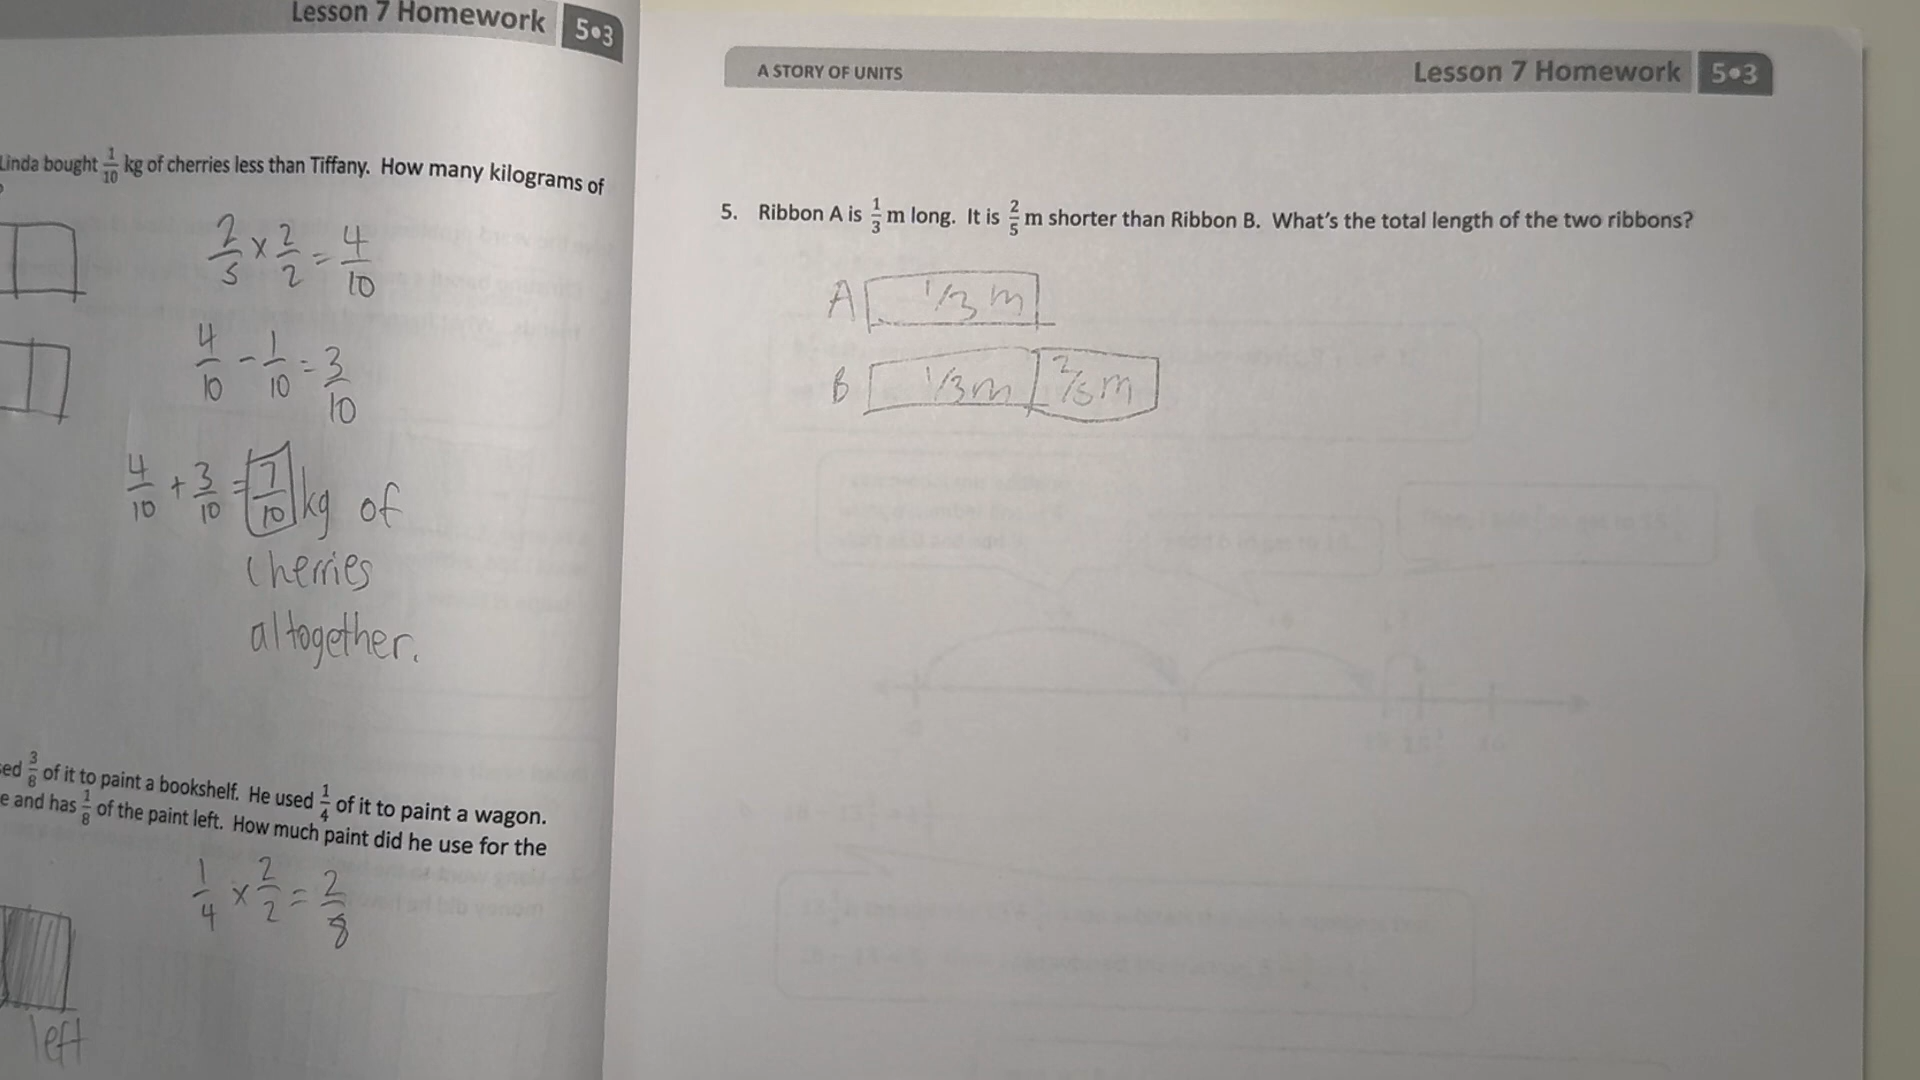 Lesson 7 Homework 5•3
Linda bought 1/10 kg of cherries less than Tiffany. How many kilograms of
2/5 x 2/2 = 4/10
4/10 - 1/10 = 3/10
4/10 + 3/10 = 7/10 kg of
cherries
altogether.
3/8 of it to paint a bookshelf. He used 1/4 of it to paint a wagon.
and has 1/8 of the paint left. How much paint did he use for the
1/4 x 2/2 = 2/8
left
A STORY OF UNITS Lesson 7 Homework 5•3
5. Ribbon A is 1/3 m long. It is 2/5 m shorter than Ribbon B. What's the total length of the two ribbons?
A 1/3 m
B 1/3 m 2/5 m